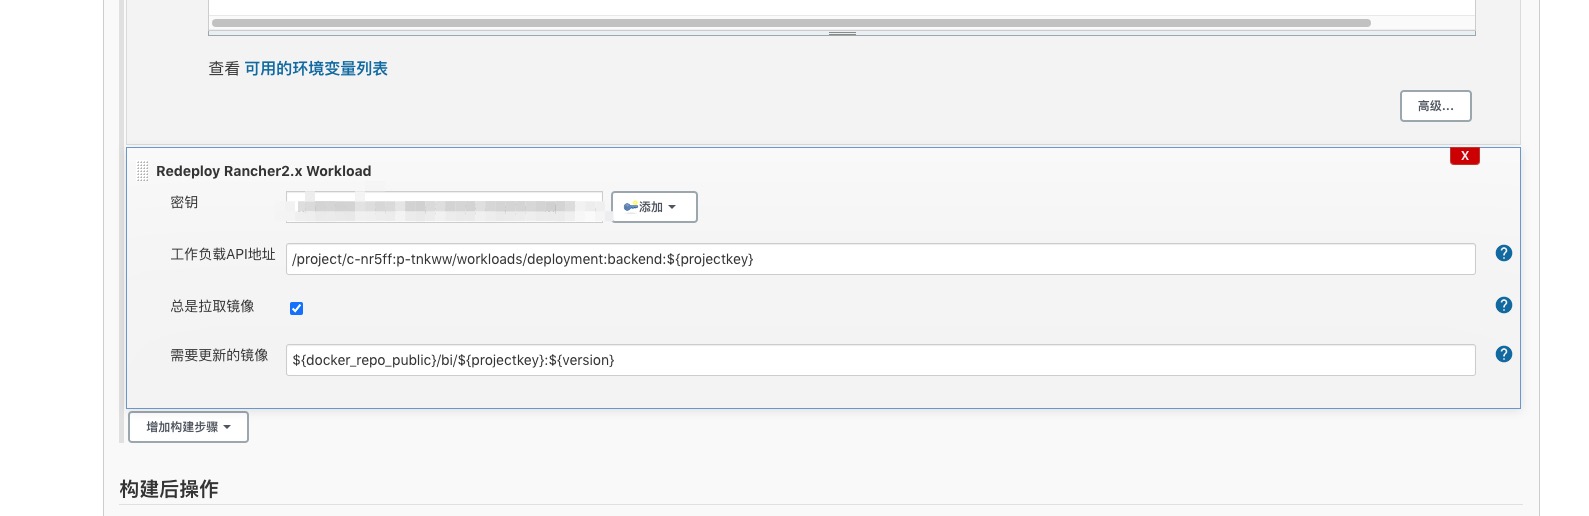 查看 可用的环境变量列表
高级...
Redeploy Rancher2.x Workload
X
密钥
添加
工作负载API地址
/project/c-nr5ff:p-tnkww/workloads/deployment:backend:${projectkey}
?
总是拉取镜像
?
需要更新的镜像
${docker_repo_public}/bi/${projectkey}:${version}
?
增加构建步骤
构建后操作